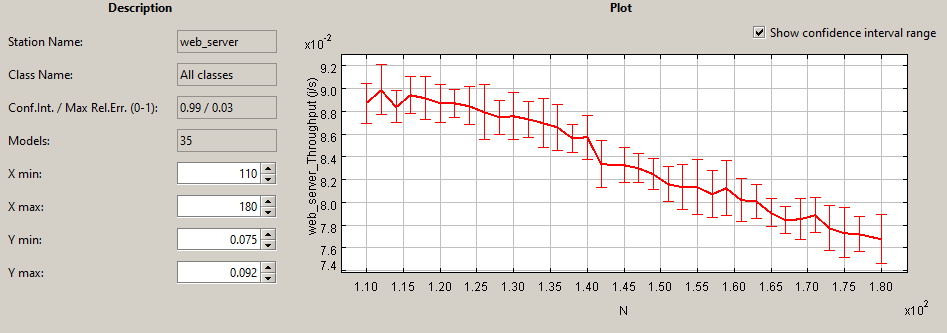 Description
Station Name: web_server
Class Name: All classes
Conf.Int. / Max Rel.Err. (0-1): 0.99 / 0.03
Models: 35
X min: 110
X max: 180
Y min: 0.075
Y max: 0.092
Plot
x10-2
Show confidence interval range
9.2
9.0
8.8
8.6
8.4
8.2
8.0
7.8
7.6
7.4
web_server_Throughput (j/s)
1.10 1.15 1.20 1.25 1.30 1.35 1.40 1.45 1.50 1.55 1.60 1.65 1.70 1.75 1.80
N
x102